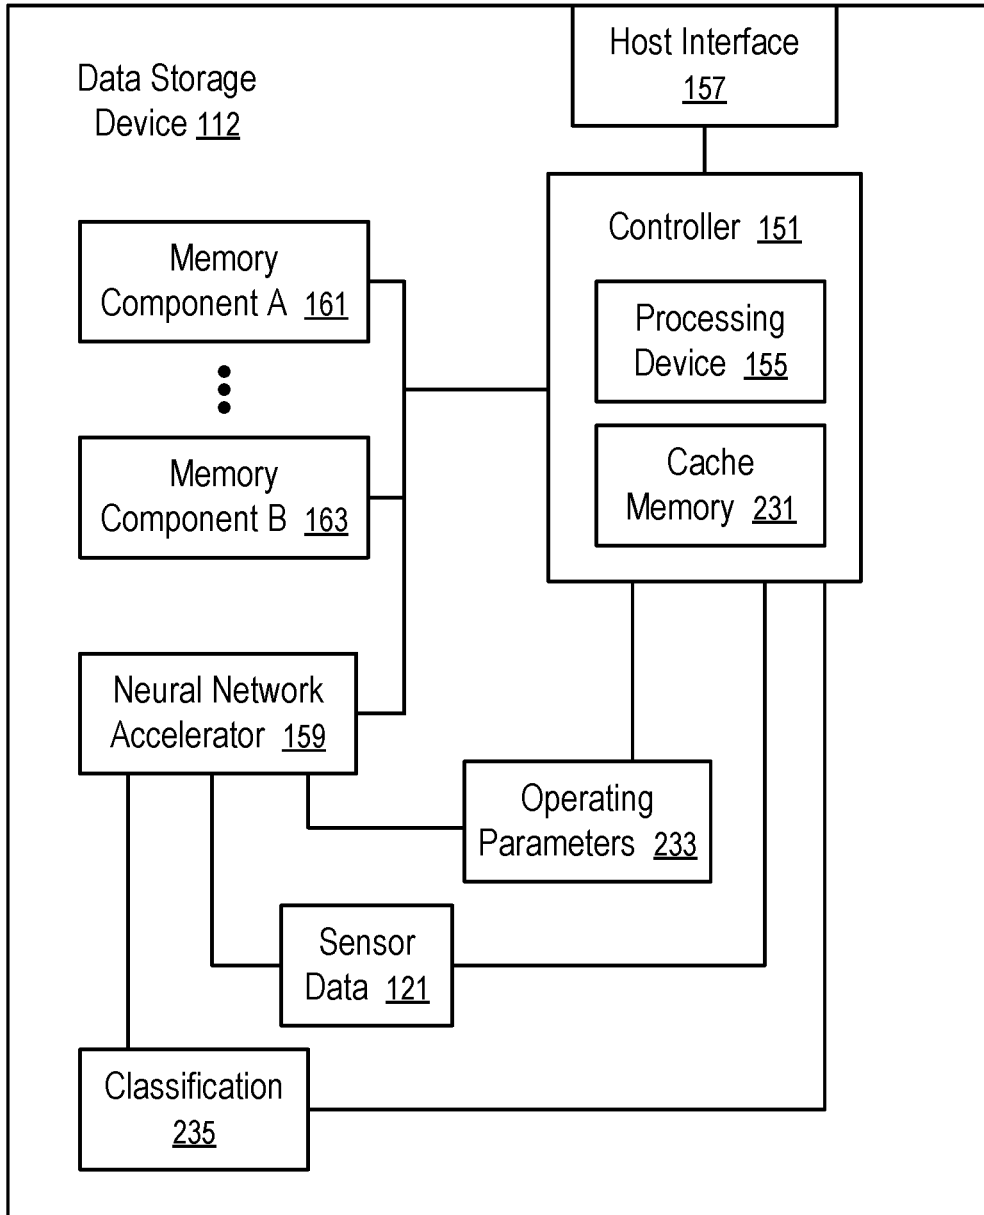 Data Storage
Device 112
Host Interface
157
Controller 151
Processing
Device 155
Cache
Memory 231
Memory
Component A 161
Memory
Component B 163
Neural Network
Accelerator 159
Operating
Parameters 233
Sensor
Data 121
Classification
235